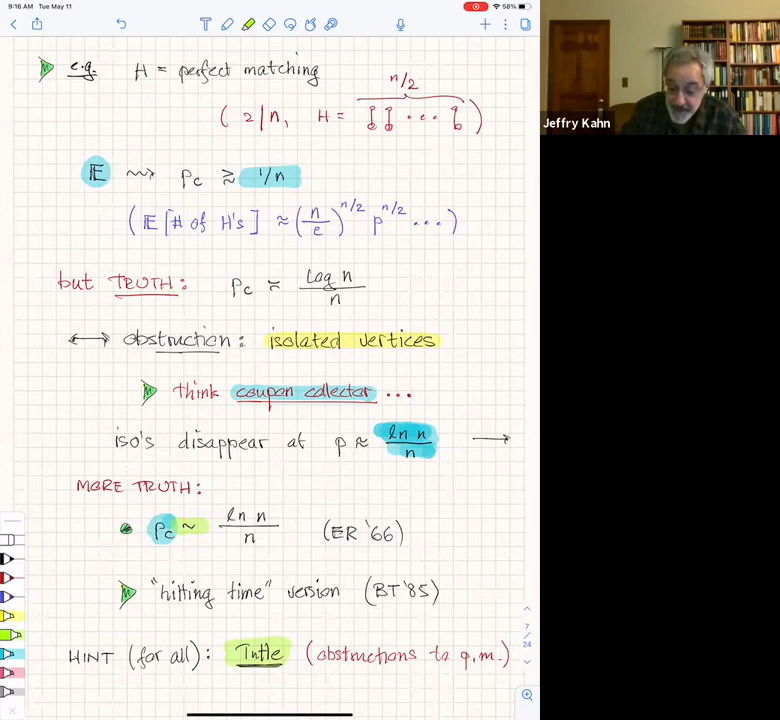 9:16 AM Tue May 11
58%
e.g. H = perfect matching
n/2
( 2|n, H = ... )
𝔼 ⇝ p_c ≳ 1/n
( 𝔼[# of H's] ≈ (n/e)^{n/2} p^{n/2} ... )
but TRUTH: p_c ≍ log n / n
↔ obstruction: isolated vertices
think coupon collector ...
iso's disappear at p ≈ ln n / n →
MORE TRUTH:
• p_c ~ ln n / n (ER '66)
"hitting time" version (BT '85)
HINT (for all): Tutte (obstructions to p.m.)
7
24
Jeffry Kahn